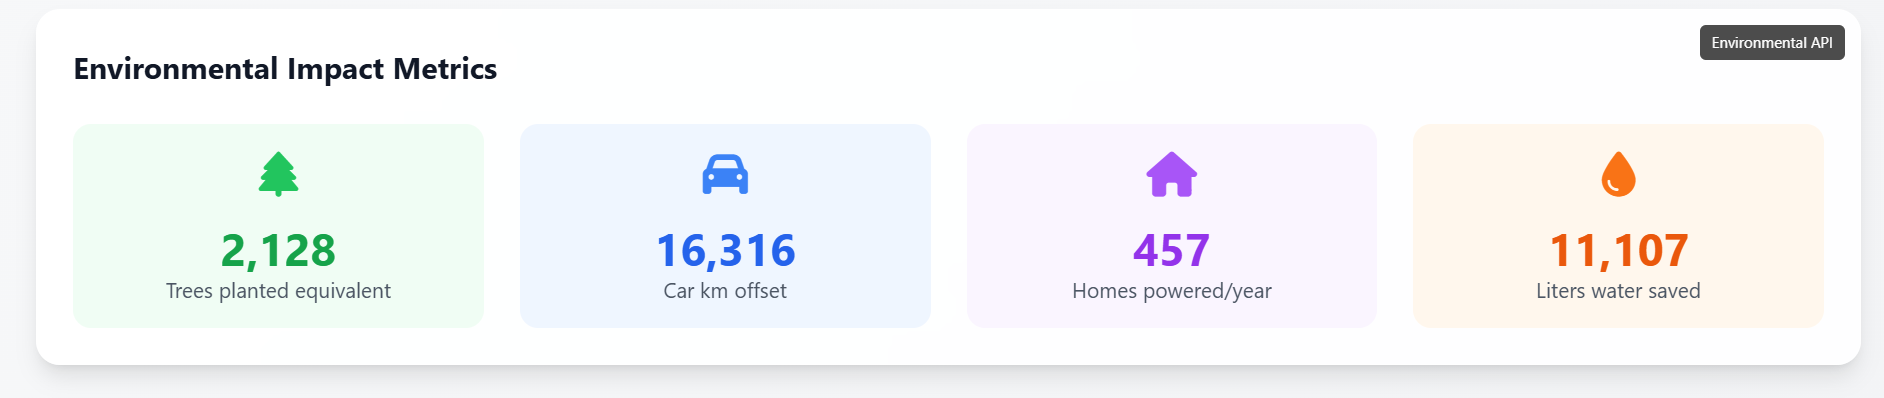 Environmental API
Environmental Impact Metrics
2,128
Trees planted equivalent
16,316
Car km offset
457
Homes powered/year
11,107
Liters water saved